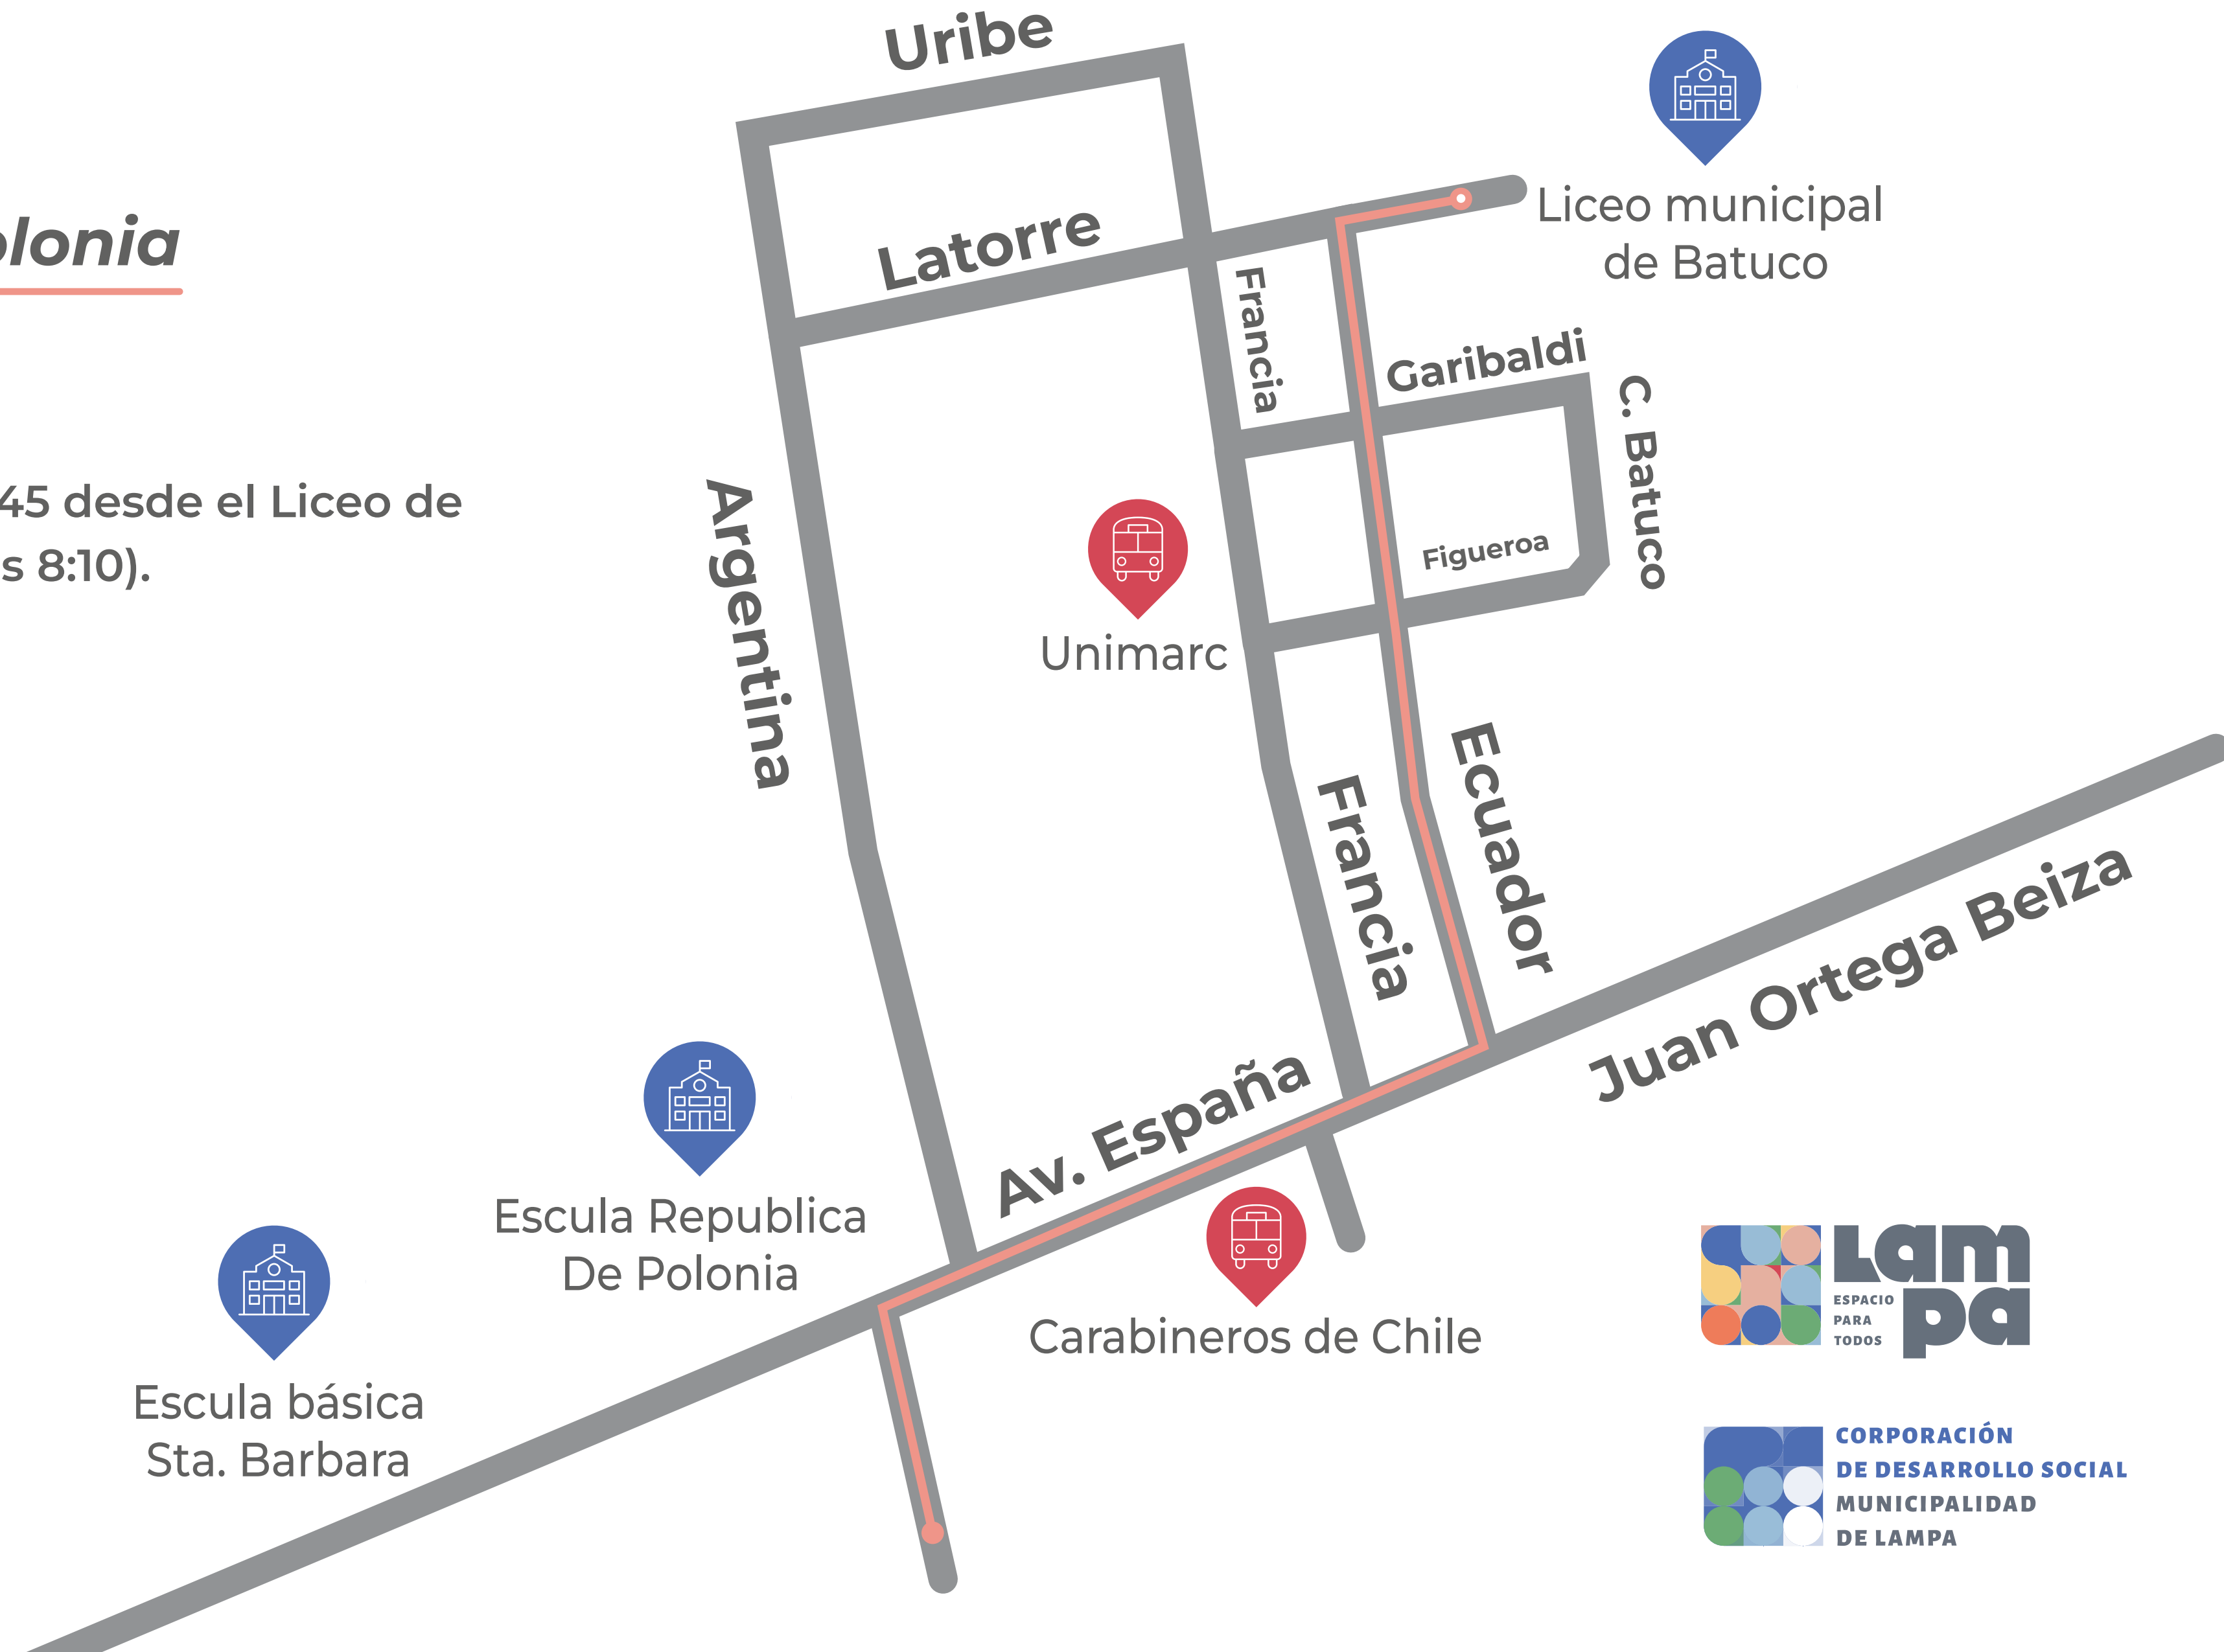 Uribe
Liceo municipal
de Batuco
Latorre
Francia
Garibaldi
C. Batuco
45 desde el Liceo de
s 8:10).
Argentina
Figueroa
Unimarc
Ecuador
Francia
Juan Ortega Beiza
Av. España
Escula Republica
De Polonia
Carabineros de Chile
Escula básica
Sta. Barbara
Lam
pa
ESPACIO
PARA
TODOS
CORPORACIÓN
DE DESARROLLO SOCIAL
MUNICIPALIDAD
DE LAMPA